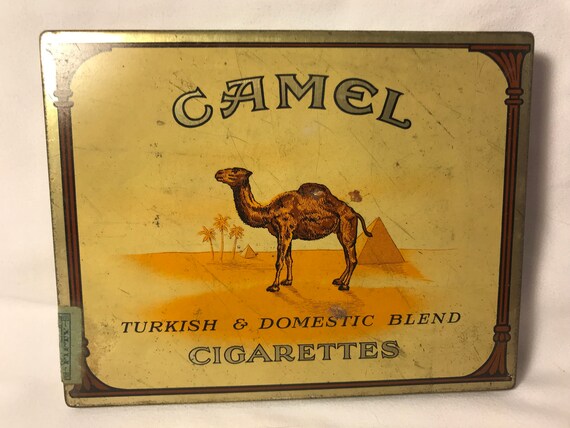 CAMEL
TURKISH & DOMESTIC BLEND
CIGARETTES